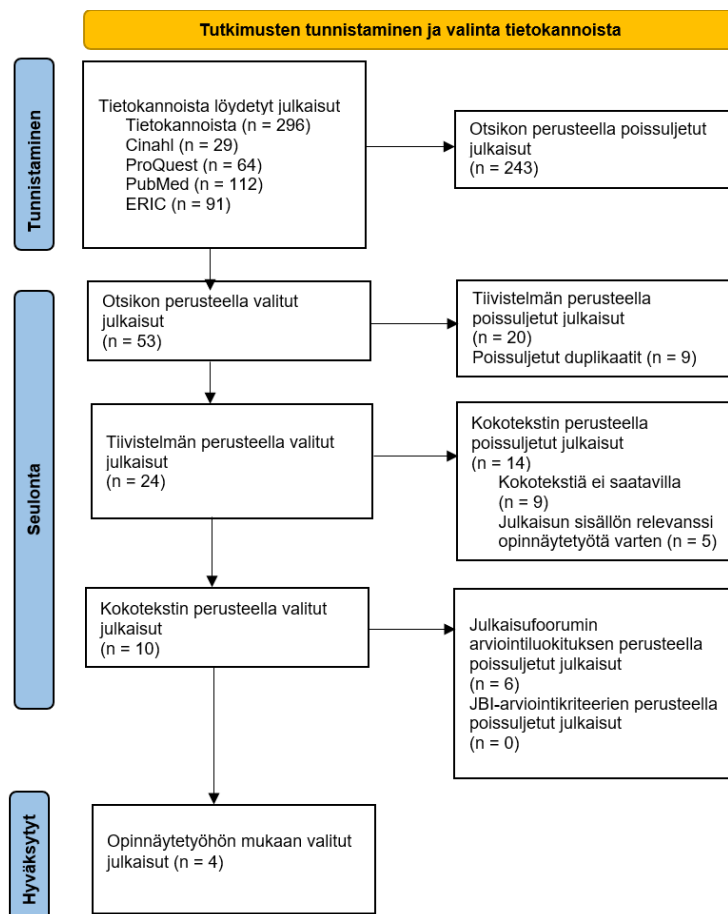 Tutkimusten tunnistaminen ja valinta tietokannoista
Tunnistaminen
Tietokannoista löydetyt julkaisut
Tietokannoista (n = 296)
Cinahl (n = 29)
ProQuest (n = 64)
PubMed (n = 112)
ERIC (n = 91)
Otsikon perusteella poissuljetut
julkaisut
(n = 243)
Seulonta
Otsikon perusteella valitut
julkaisut
(n = 53)
Tiivistelmän perusteella
poissuljetut julkaisut
(n = 20)
Poissuljetut duplikaatit (n = 9)
Tiivistelmän perusteella valitut
julkaisut
(n = 24)
Kokotekstin perusteella
poissuljetut julkaisut
(n = 14)
Kokotekstiä ei saatavilla
(n = 9)
Julkaisun sisällön relevanssi
opinnäytetyötä varten (n = 5)
Kokotekstin perusteella valitut
julkaisut
(n = 10)
Julkaisufoorumin
arviointiluokituksen perusteella
poissuljetut julkaisut
(n = 6)
JBI-arviointikriteerien perusteella
poissuljetut julkaisut
(n = 0)
Hyväksytyt
Opinnäytetyöhön mukaan valitut
julkaisut (n = 4)